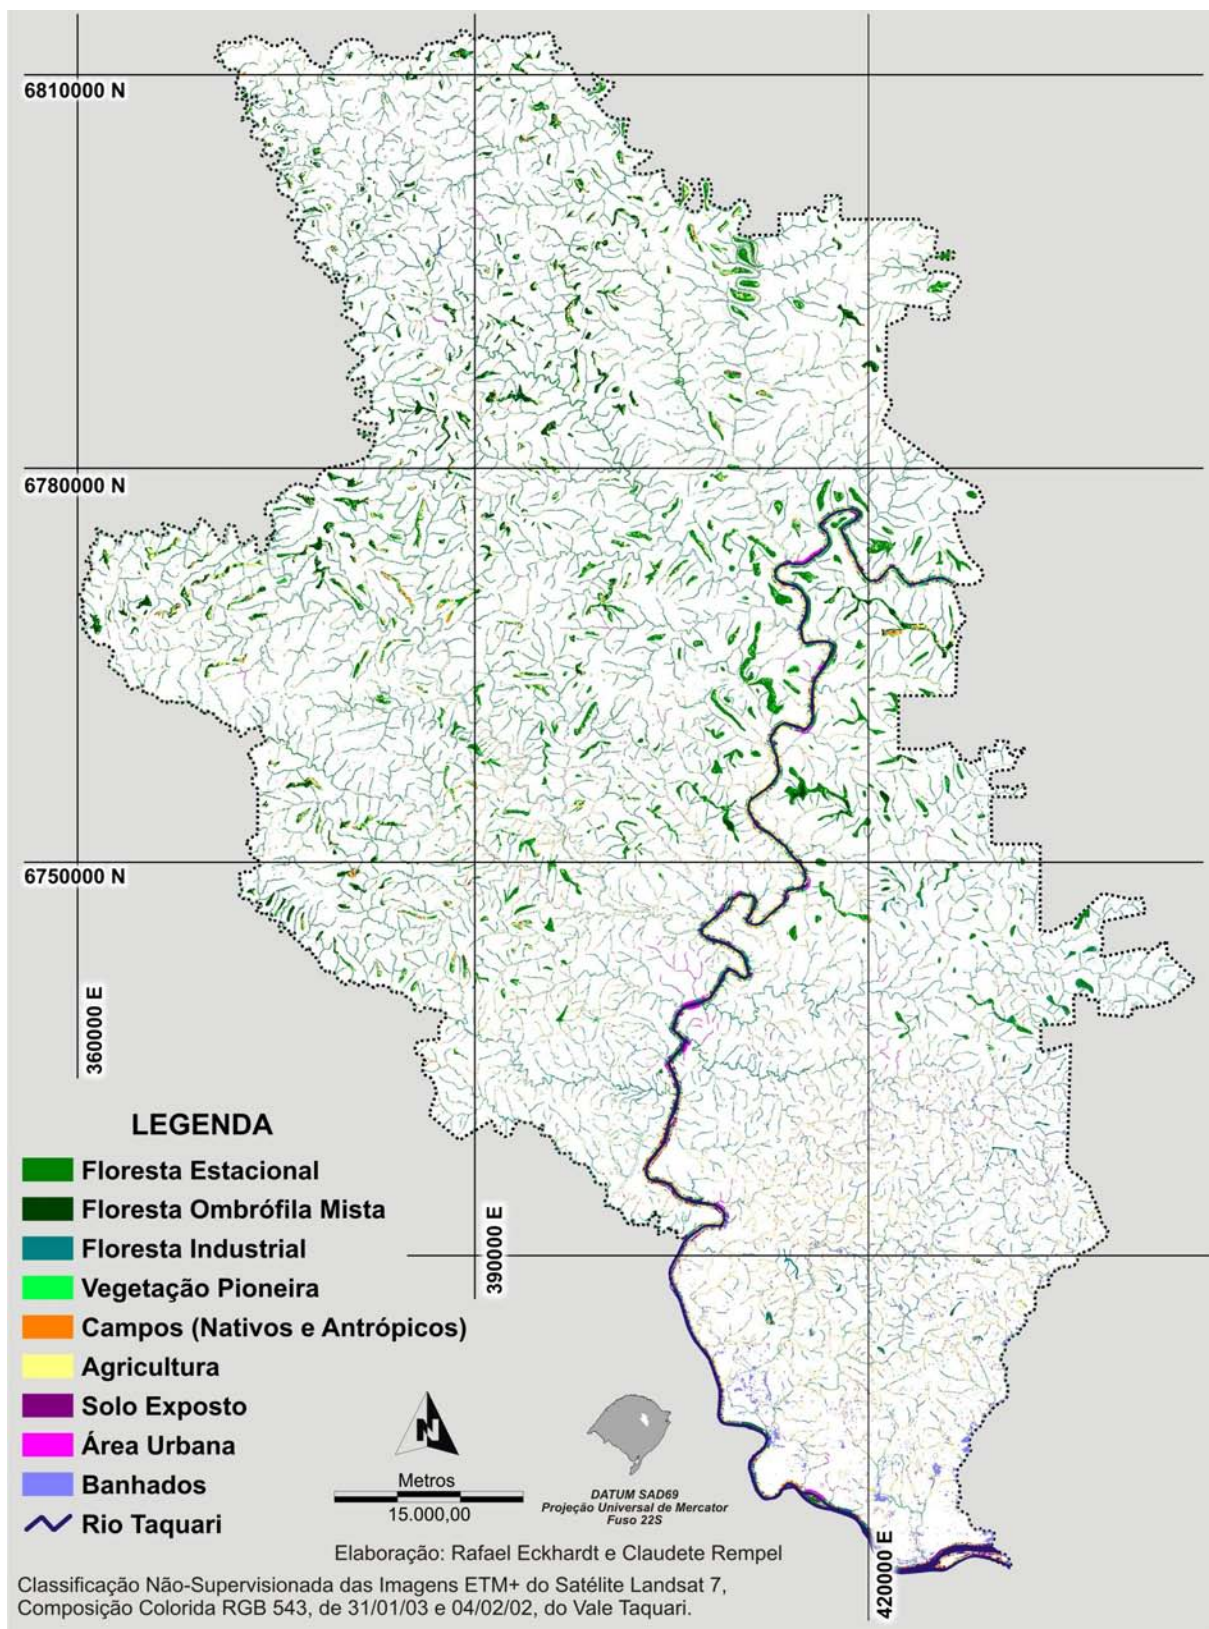 6810000 N
6780000 N
6750000 N
360000 E
390000 E
420000 E
LEGENDA
Floresta Estacional
Floresta Ombrófila Mista
Floresta Industrial
Vegetação Pioneira
Campos (Nativos e Antrópicos)
Agricultura
Solo Exposto
Área Urbana
Banhados
Rio Taquari
N
Metros
15.000,00
DATUM SAD69
Projeção Universal de Mercator
Fuso 22S
Elaboração: Rafael Eckhardt e Claudete Rempel
Classificação Não-Supervisionada das Imagens ETM+ do Satélite Landsat 7,
Composição Colorida RGB 543, de 31/01/03 e 04/02/02, do Vale Taquari.